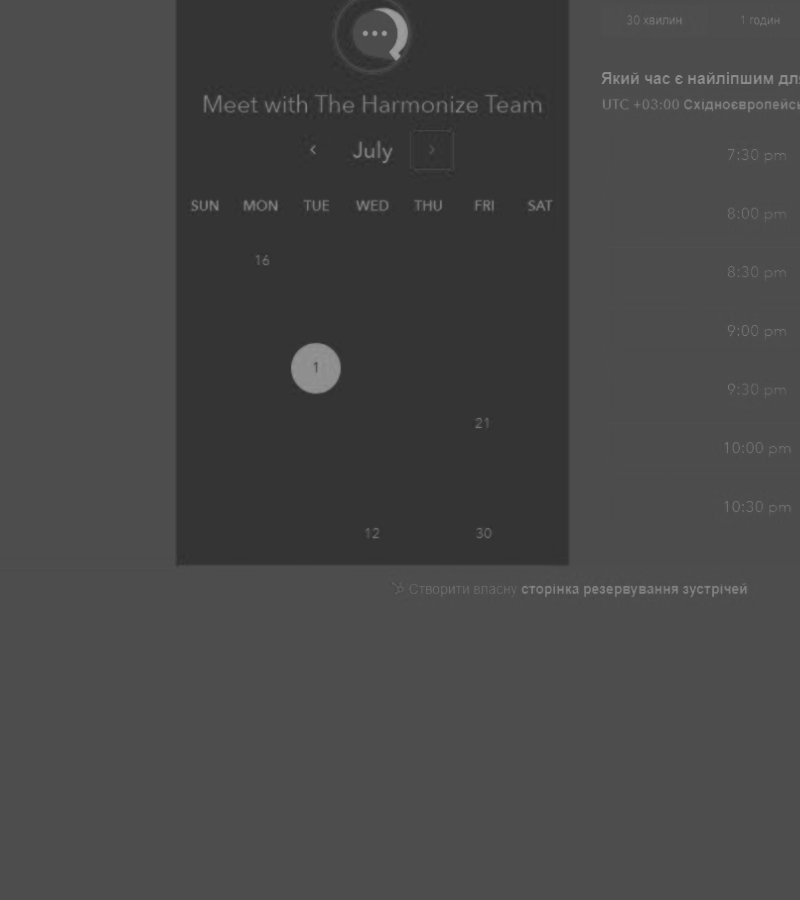 Meet with The Harmonize Team
July
SUN MON TUE WED THU FRI SAT
16
1
21
12 30
30 хвилин 1 годин
Який час є найліпшим дл
UTC +03:00 Східноєвропейсь
7:30 pm
8:00 pm
8:30 pm
9:00 pm
9:30 pm
10:00 pm
10:30 pm
Створити власну сторінка резервування зустрічей